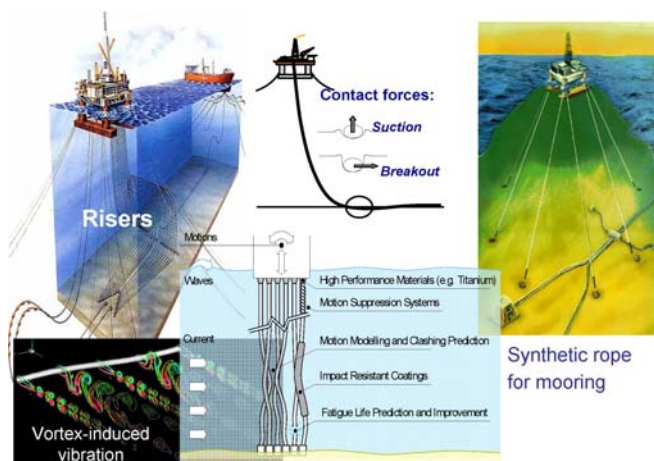 Contact forces:
Suction
Breakout
Risers
Motions
Waves
High Performance Materials (e.g. Titanium)
Motion Suppression Systems
Current
Motion Modelling and Clashing Prediction
Impact Resistant Coatings
Fatigue Life Prediction and Improvement
Vortex-induced
vibration
Synthetic rope
for mooring